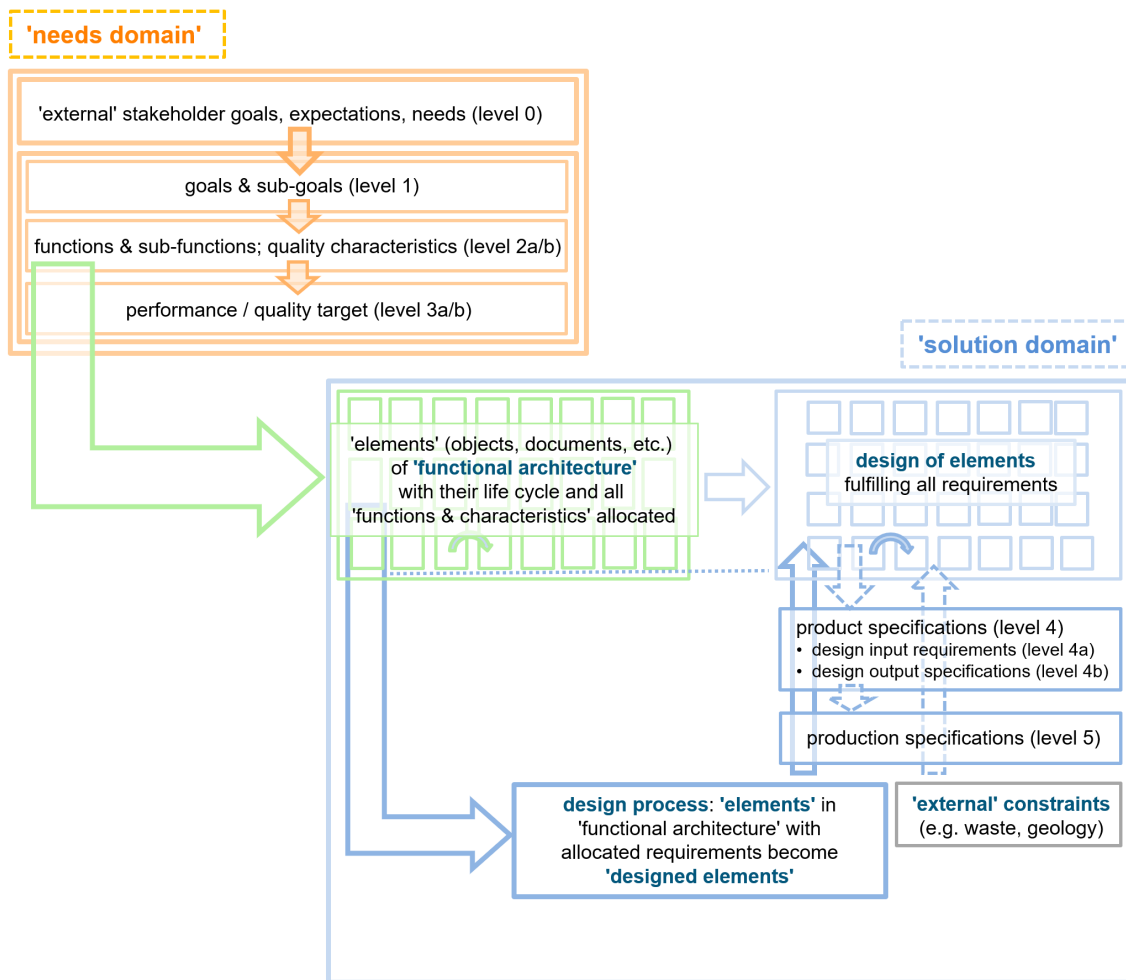 'needs domain'
'external' stakeholder goals, expectations, needs (level 0)
goals & sub-goals (level 1)
functions & sub-functions; quality characteristics (level 2a/b)
performance / quality target (level 3a/b)
'solution domain'
'elements' (objects, documents, etc.)
of 'functional architecture'
with their life cycle and all
'functions & characteristics' allocated
design of elements
fulfilling all requirements
product specifications (level 4)
• design input requirements (level 4a)
• design output specifications (level 4b)
production specifications (level 5)
design process: 'elements' in
'functional architecture' with
allocated requirements become
'designed elements'
'external' constraints
(e.g. waste, geology)